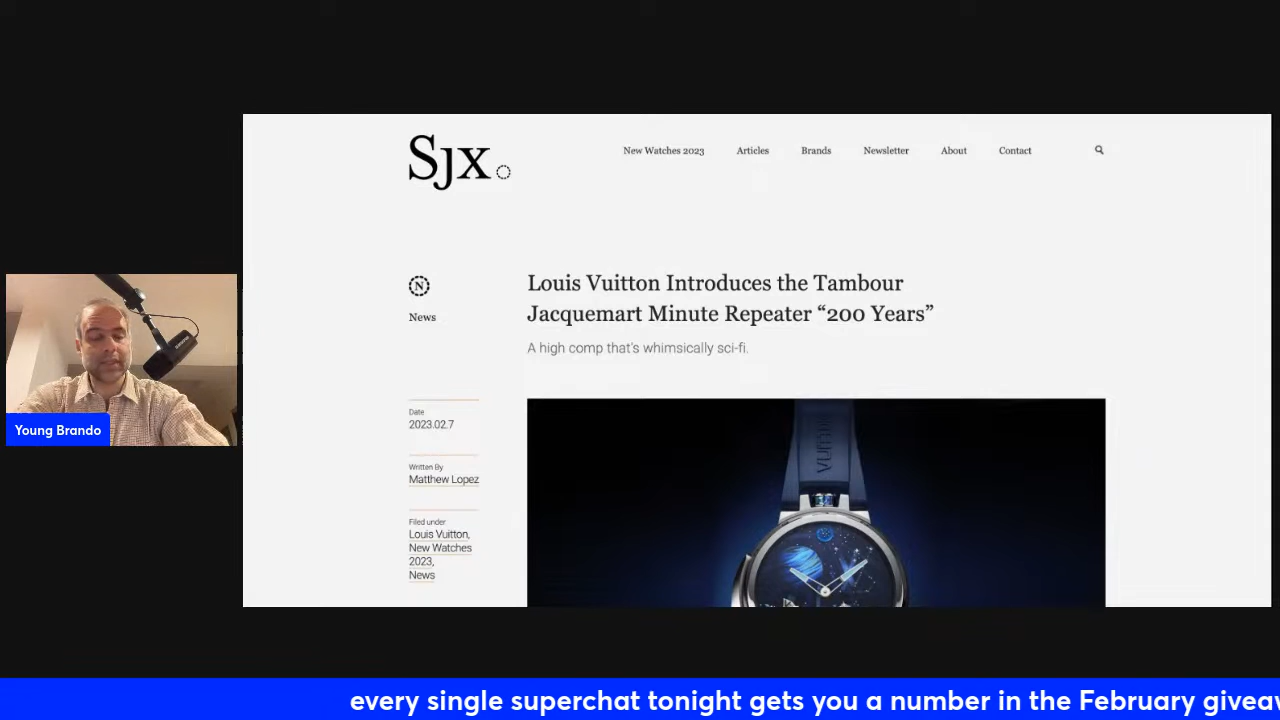 SJX
New Watches 2023
Articles
Brands
Newsletter
About
Contact
N
News
Louis Vuitton Introduces the Tambour
Jacquemart Minute Repeater “200 Years”
A high comp that's whimsically sci-fi.
Date
2023.02.7
Written By
Matthew Lopez
Filed under
Louis Vuitton,
New Watches
2023,
News
VUITTON
SHURE
Young Brando
every single superchat tonight gets you a number in the February giveaw